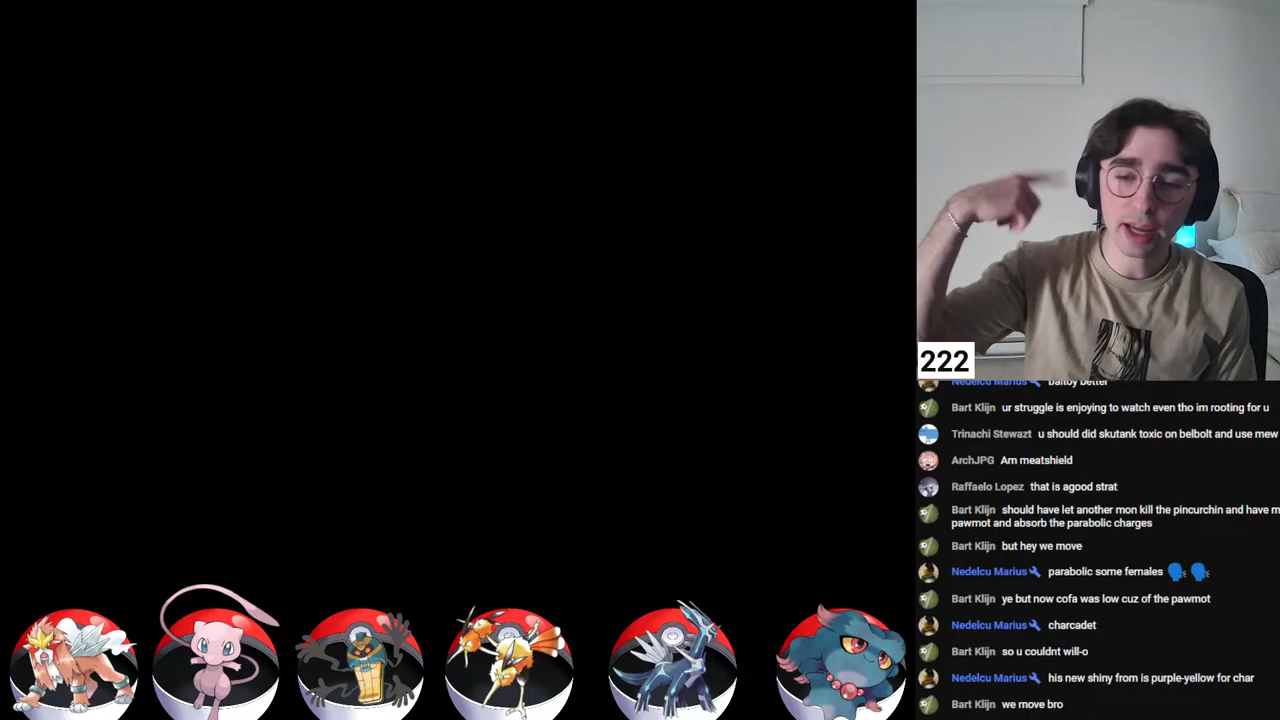 222
Nedelcu Marius baltoy better
Bart Klijn ur struggle is enjoying to watch even tho im rooting for u
Trinachi Stewazt u should did skutank toxic on belbolt and use mew
ArchJPG Am meatshield
Raffaelo Lopez that is agood strat
Bart Klijn should have let another mon kill the pincurchin and have m
pawmot and absorb the parabolic charges
Bart Klijn but hey we move
Nedelcu Marius parabolic some females
Bart Klijn ye but now cofa was low cuz of the pawmot
Nedelcu Marius charcadet
Bart Klijn so u couldnt will-o
Nedelcu Marius his new shiny from is purple-yellow for char
Bart Klijn we move bro